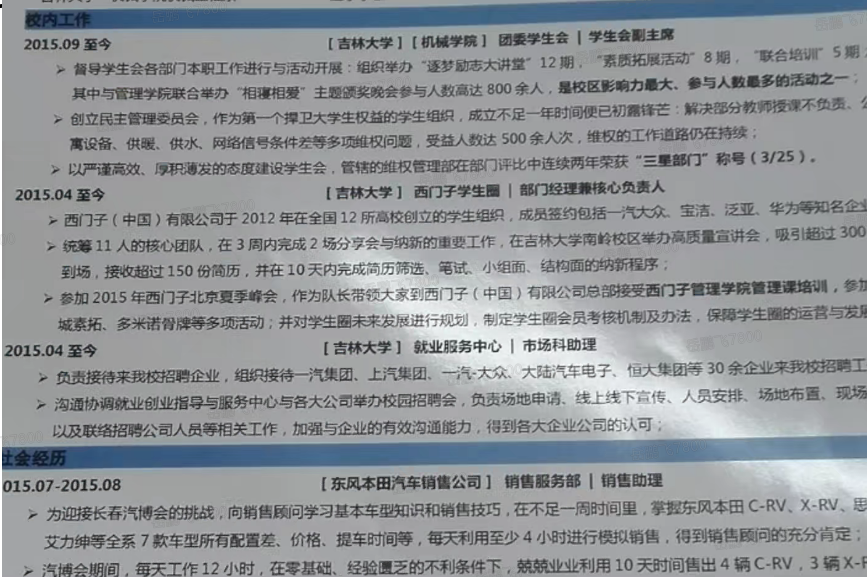 校内工作
2015.09 至今 [吉林大学] [机械学院] 团委学生会 | 学生会副主席
➢ 督导学生会各部门本职工作进行与活动开展：组织举办“逐梦励志大讲堂”12 期，“素质拓展活动”8 期，“联合培训”5 期
其中与管理学院联合举办“相寝相爱”主题颁奖晚会参与人数高达 800 余人，是校区影响力最大、参与人数最多的活动之一；
➢ 创立民主管理委员会，作为第一个捍卫大学生权益的学生组织，成立不足一年时间便已初露锋芒：解决部分教师授课不负责、
寓设备、供暖、供水、网络信号条件差等多项维权问题，受益人数达 500 余人次，维权的工作道路仍在持续；
➢ 以严谨高效、厚积薄发的态度建设学生会，管辖的维权管理部在部门评比中连续两年荣获“三星部门”称号（3/25）。
2015.04 至今 [吉林大学] 西门子学生圈 | 部门经理兼核心负责人
➢ 西门子（中国）有限公司于 2012 年在全国 12 所高校创立的学生组织，成员签约包括一汽大众、宝洁、泛亚、华为等知名企业
➢ 统筹 11 人的核心团队，在 3 周内完成 2 场分享会与纳新的重要工作，在吉林大学南岭校区举办高质量宣讲会，吸引超过 300
到场，接收超过 150 份简历，并在 10 天内完成简历筛选、笔试、小组面、结构面的纳新程序；
➢ 参加 2015 年西门子北京夏季峰会，作为队长带领大家到西门子（中国）有限公司总部接受西门子管理学院管理课培训，参加
城素拓、多米诺骨牌等多项活动；并对学生圈未来发展进行规划，制定学生圈会员考核机制及办法，保障学生圈的运营与发展
2015.04 至今 [吉林大学] 就业服务中心 | 市场科助理
➢ 负责接待来我校招聘企业，组织接待一汽集团、上汽集团、一汽-大众、大陆汽车电子、恒大集团等 30 余企业来我校招聘工
➢ 沟通协调就业创业指导与服务中心与各大公司举办校园招聘会，负责场地申请、线上线下宣传、人员安排、场地布置、现场
以及联络招聘公司人员等相关工作，加强与企业的有效沟通能力，得到各大企业公司的认可；
社会经历
015.07-2015.08 [东风本田汽车销售公司] 销售服务部 | 销售助理
➢ 为迎接长春汽博会的挑战，向销售顾问学习基本车型知识和销售技巧，在不足一周时间里，掌握东风本田 C-RV、X-RV、思
艾力绅等全系 7 款车型所有配置差、价格、提车时间等，每天利用至少 4 小时进行模拟销售，得到销售顾问的充分肯定；
➢ 汽博会期间，每天工作 12 小时，在零基础、经验匮乏的不利条件下，兢兢业业利用 10 天时间售出 4 辆 C-RV，3 辆 X-R